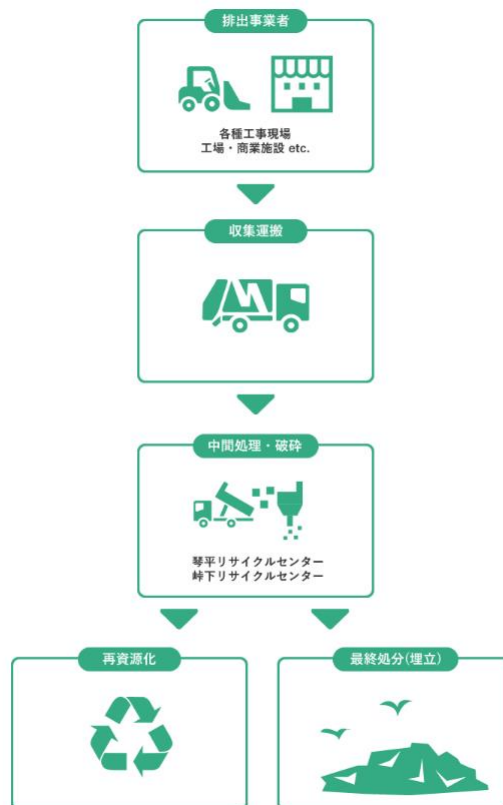 排出事業者
各種工事現場
工場・商業施設 etc.
収集運搬
中間処理・破砕
琴平リサイクルセンター
峠下リサイクルセンター
再資源化
最終処分(埋立)